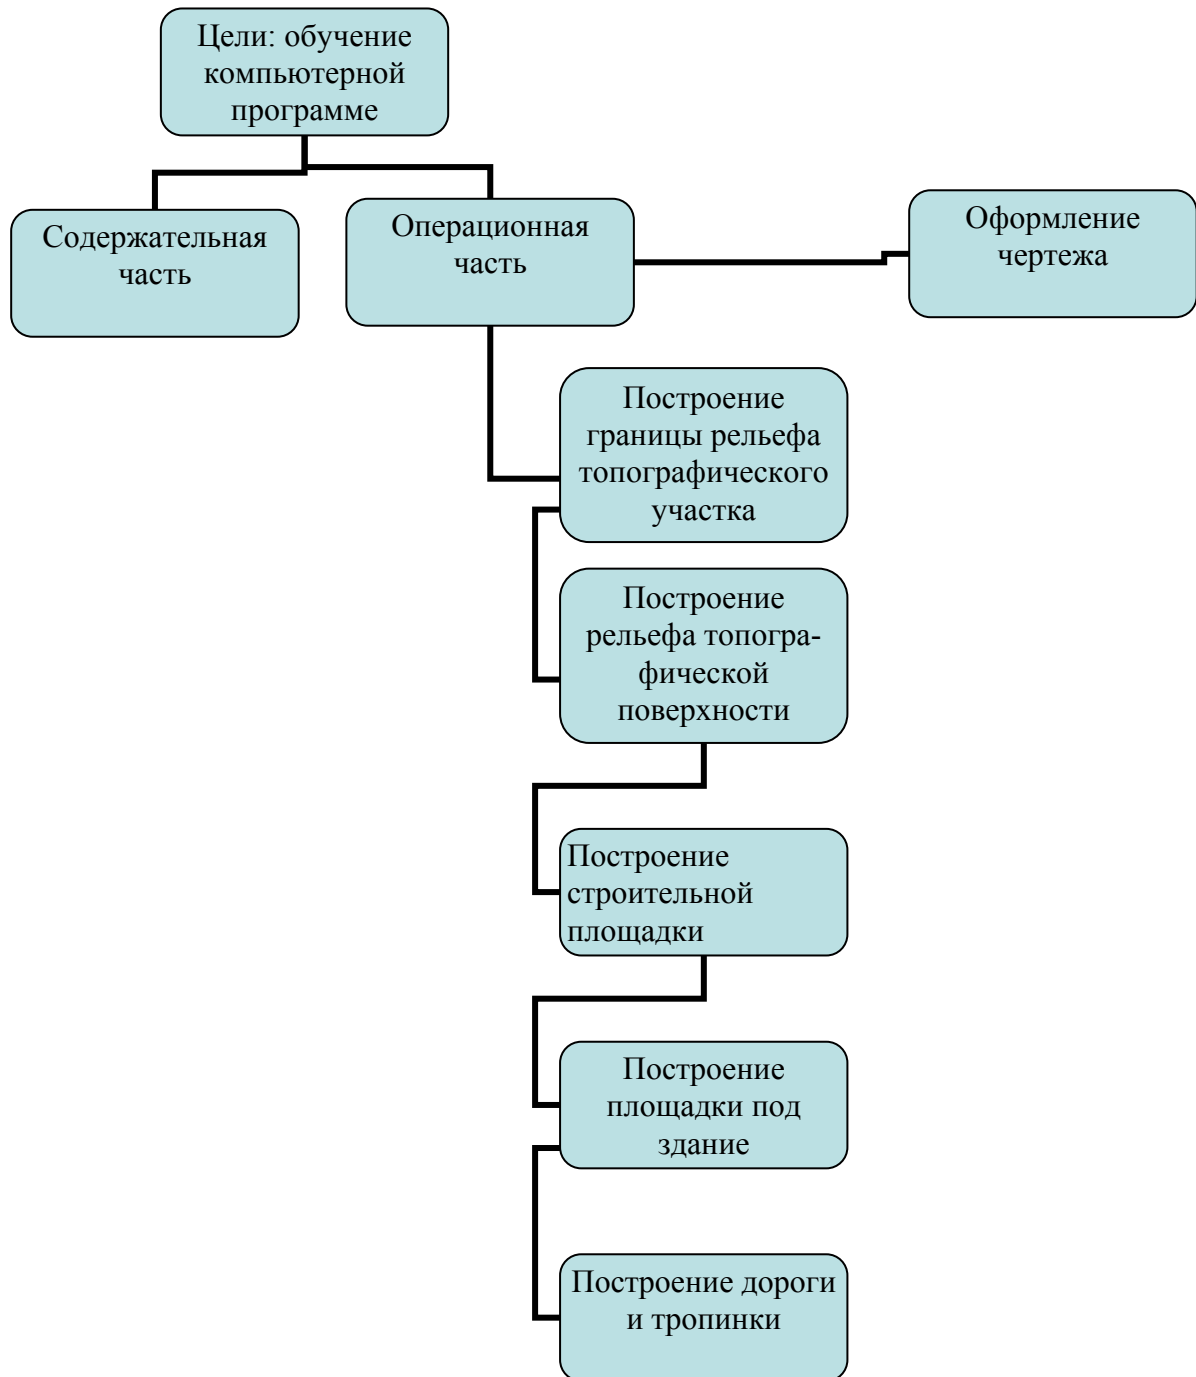 Цели: обучение
компьютерной
программе
Содержательная
часть
Операционная
часть
Оформление
чертежа
Построение
границы рельефа
топографического
участка
Построение
рельефа топогра-
фической
поверхности
Построение
строительной
площадки
Построение
площадки под
здание
Построение дороги
и тропинки